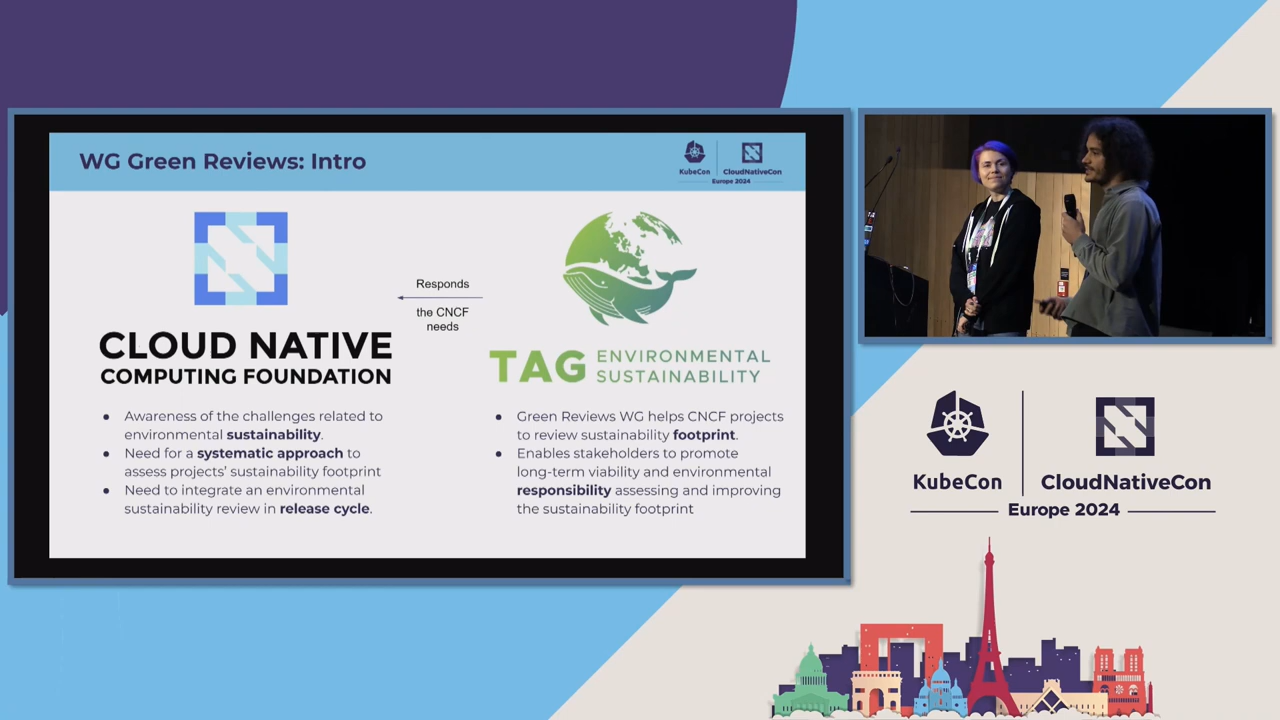 WG Green Reviews: Intro
KubeCon
CloudNativeCon
Europe 2024
CLOUD NATIVE
COMPUTING FOUNDATION
Responds
the CNCF
needs
TAG
ENVIRONMENTAL
SUSTAINABILITY
• Awareness of the challenges related to
environmental sustainability.
• Need for a systematic approach to
assess projects' sustainability footprint
• Need to integrate an environmental
sustainability review in release cycle.
• Green Reviews WG helps CNCF projects
to review sustainability footprint.
• Enables stakeholders to promote
long-term viability and environmental
responsibility assessing and improving
the sustainability footprint
KubeCon
CloudNativeCon
Europe 2024